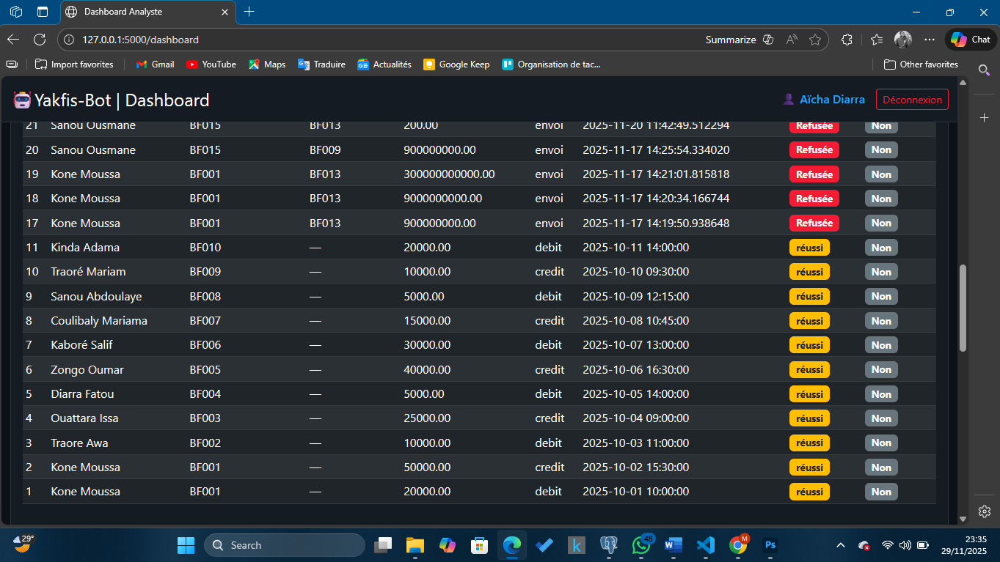 Dashboard Analyste
127.0.0.1:5000/dashboard
Summarize
Chat
Import favorites
Gmail
YouTube
Maps
Traduire
Actualités
Google Keep
Organisation de tac...
Other favorites
Yakfis-Bot | Dashboard
Aïcha Diarra
Déconnexion
21 Sanou Ousmane BF015 BF013 200.00 envoi 2025-11-20 11:42:49.512294 Refusée Non
20 Sanou Ousmane BF015 BF009 900000000.00 envoi 2025-11-17 14:25:54.334020 Refusée Non
19 Kone Moussa BF001 BF013 300000000000.00 envoi 2025-11-17 14:21:01.815818 Refusée Non
18 Kone Moussa BF001 BF013 9000000000.00 envoi 2025-11-17 14:20:34.166744 Refusée Non
17 Kone Moussa BF001 BF013 900000000.00 envoi 2025-11-17 14:19:50.938648 Refusée Non
11 Kinda Adama BF010 — 20000.00 debit 2025-10-11 14:00:00 réussi Non
10 Traoré Mariam BF009 — 10000.00 credit 2025-10-10 09:30:00 réussi Non
9 Sanou Abdoulaye BF008 — 5000.00 debit 2025-10-09 12:15:00 réussi Non
8 Coulibaly Mariama BF007 — 15000.00 credit 2025-10-08 10:45:00 réussi Non
7 Kaboré Salif BF006 — 30000.00 debit 2025-10-07 13:00:00 réussi Non
6 Zongo Oumar BF005 — 40000.00 credit 2025-10-06 16:30:00 réussi Non
5 Diarra Fatou BF004 — 5000.00 debit 2025-10-05 14:00:00 réussi Non
4 Ouattara Issa BF003 — 25000.00 credit 2025-10-04 09:00:00 réussi Non
3 Traore Awa BF002 — 10000.00 debit 2025-10-03 11:00:00 réussi Non
2 Kone Moussa BF001 — 50000.00 credit 2025-10-02 15:30:00 réussi Non
1 Kone Moussa BF001 — 20000.00 debit 2025-10-01 10:00:00 réussi Non
29°
Search
k
48
W
M
Ps
23:35
29/11/2025